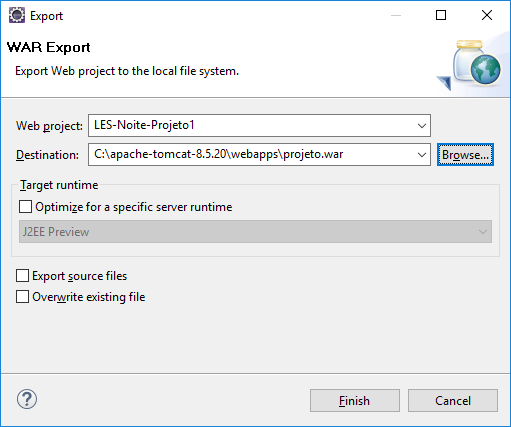 Export
WAR Export
Export Web project to the local file system.
Web project: LES-Noite-Projeto1
Destination: C:\apache-tomcat-8.5.20\webapps\projeto.war Browse...
Target runtime
Optimize for a specific server runtime
J2EE Preview
Export source files
Overwrite existing file
? Finish Cancel